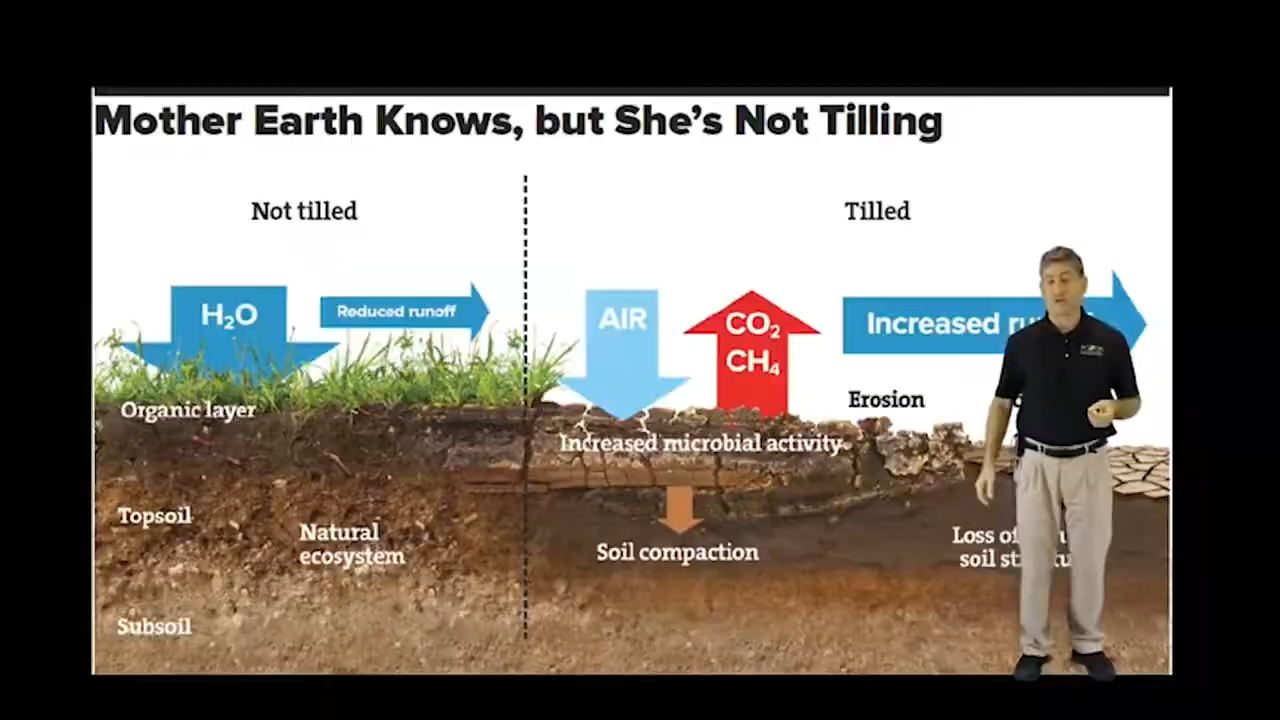 Mother Earth Knows, but She's Not Tilling
Not tilled
Tilled
H₂O
Reduced runoff
AIR
CO₂
CH₄
Increased
Organic layer
Increased microbial activity
Erosion
Topsoil
Natural
ecosystem
Soil compaction
Loss of
soil
Subsoil